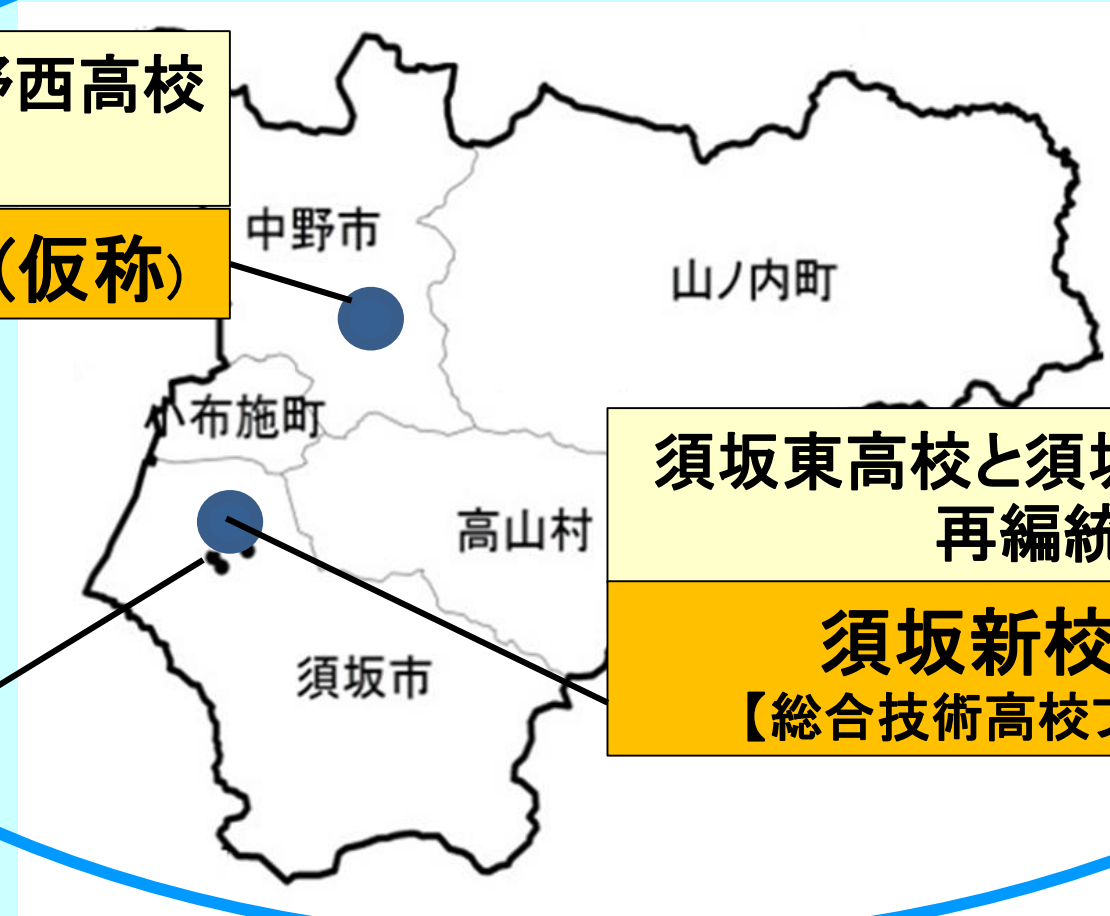 西高校
(仮称)
中野市
山ノ内町
小布施町
須坂東高校と須坂
再編統
高山村
須坂新校
【総合技術高校
須坂市